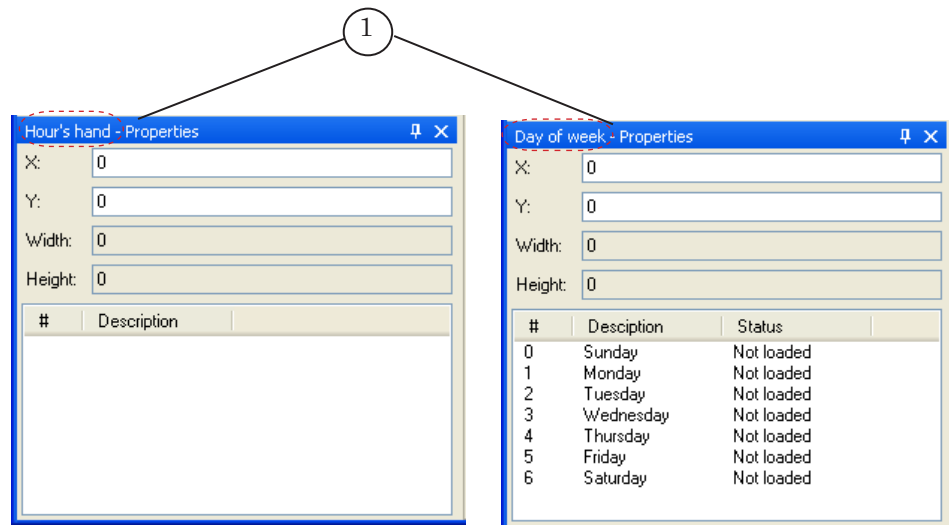 1
Hour's hand - Properties
X: 0
Y: 0
Width: 0
Height: 0
# Description
Day of week - Properties
X: 0
Y: 0
Width: 0
Height: 0
# Desciption Status
0 Sunday Not loaded
1 Monday Not loaded
2 Tuesday Not loaded
3 Wednesday Not loaded
4 Thursday Not loaded
5 Friday Not loaded
6 Saturday Not loaded